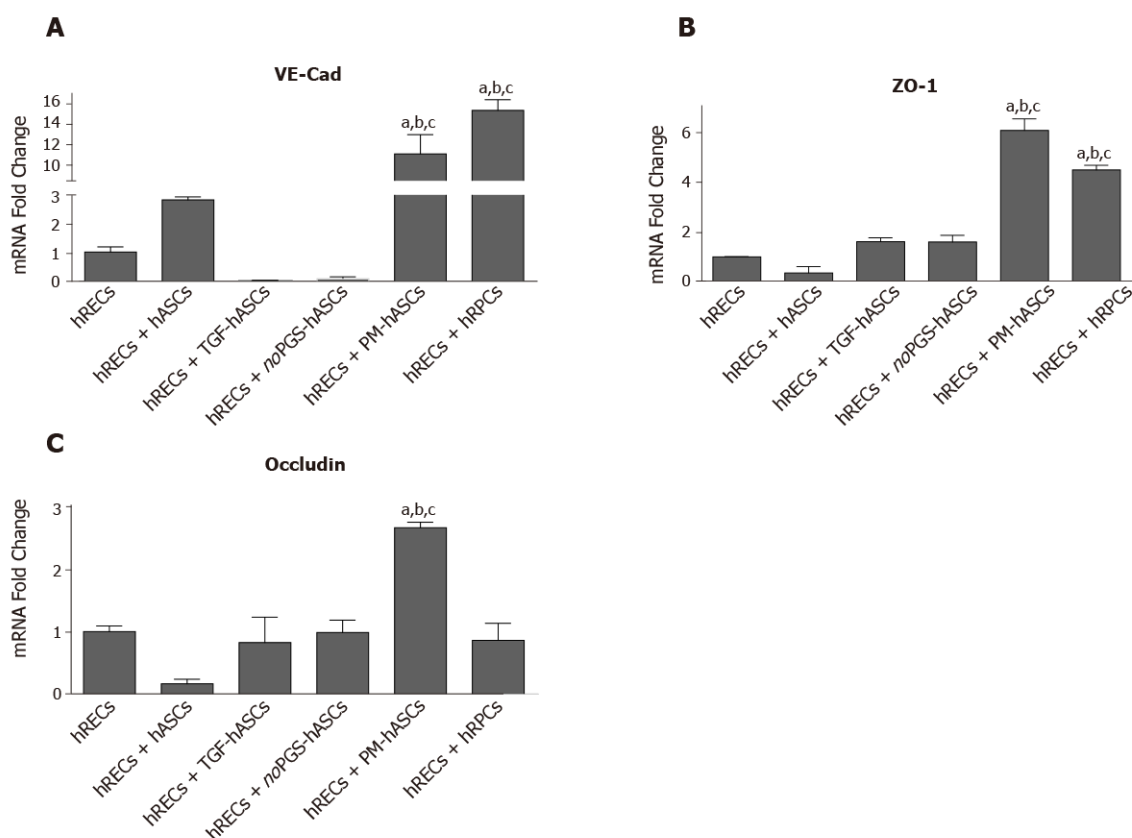 A
VE-Cad
mRNA Fold Change
16
14
12
10
3
2
1
0
a,b,c
a,b,c
hRECs
hRECs + hASCs
hRECs + TGF-hASCs
hRECs + noPGS-hASCs
hRECs + PM-hASCs
hRECs + hRPCs
B
ZO-1
mRNA Fold Change
6
4
2
0
a,b,c
a,b,c
hRECs
hRECs + hASCs
hRECs + TGF-hASCs
hRECs + noPGS-hASCs
hRECs + PM-hASCs
hRECs + hRPCs
C
Occludin
mRNA Fold Change
3
2
1
0
a,b,c
hRECs
hRECs + hASCs
hRECs + TGF-hASCs
hRECs + noPGS-hASCs
hRECs + PM-hASCs
hRECs + hRPCs